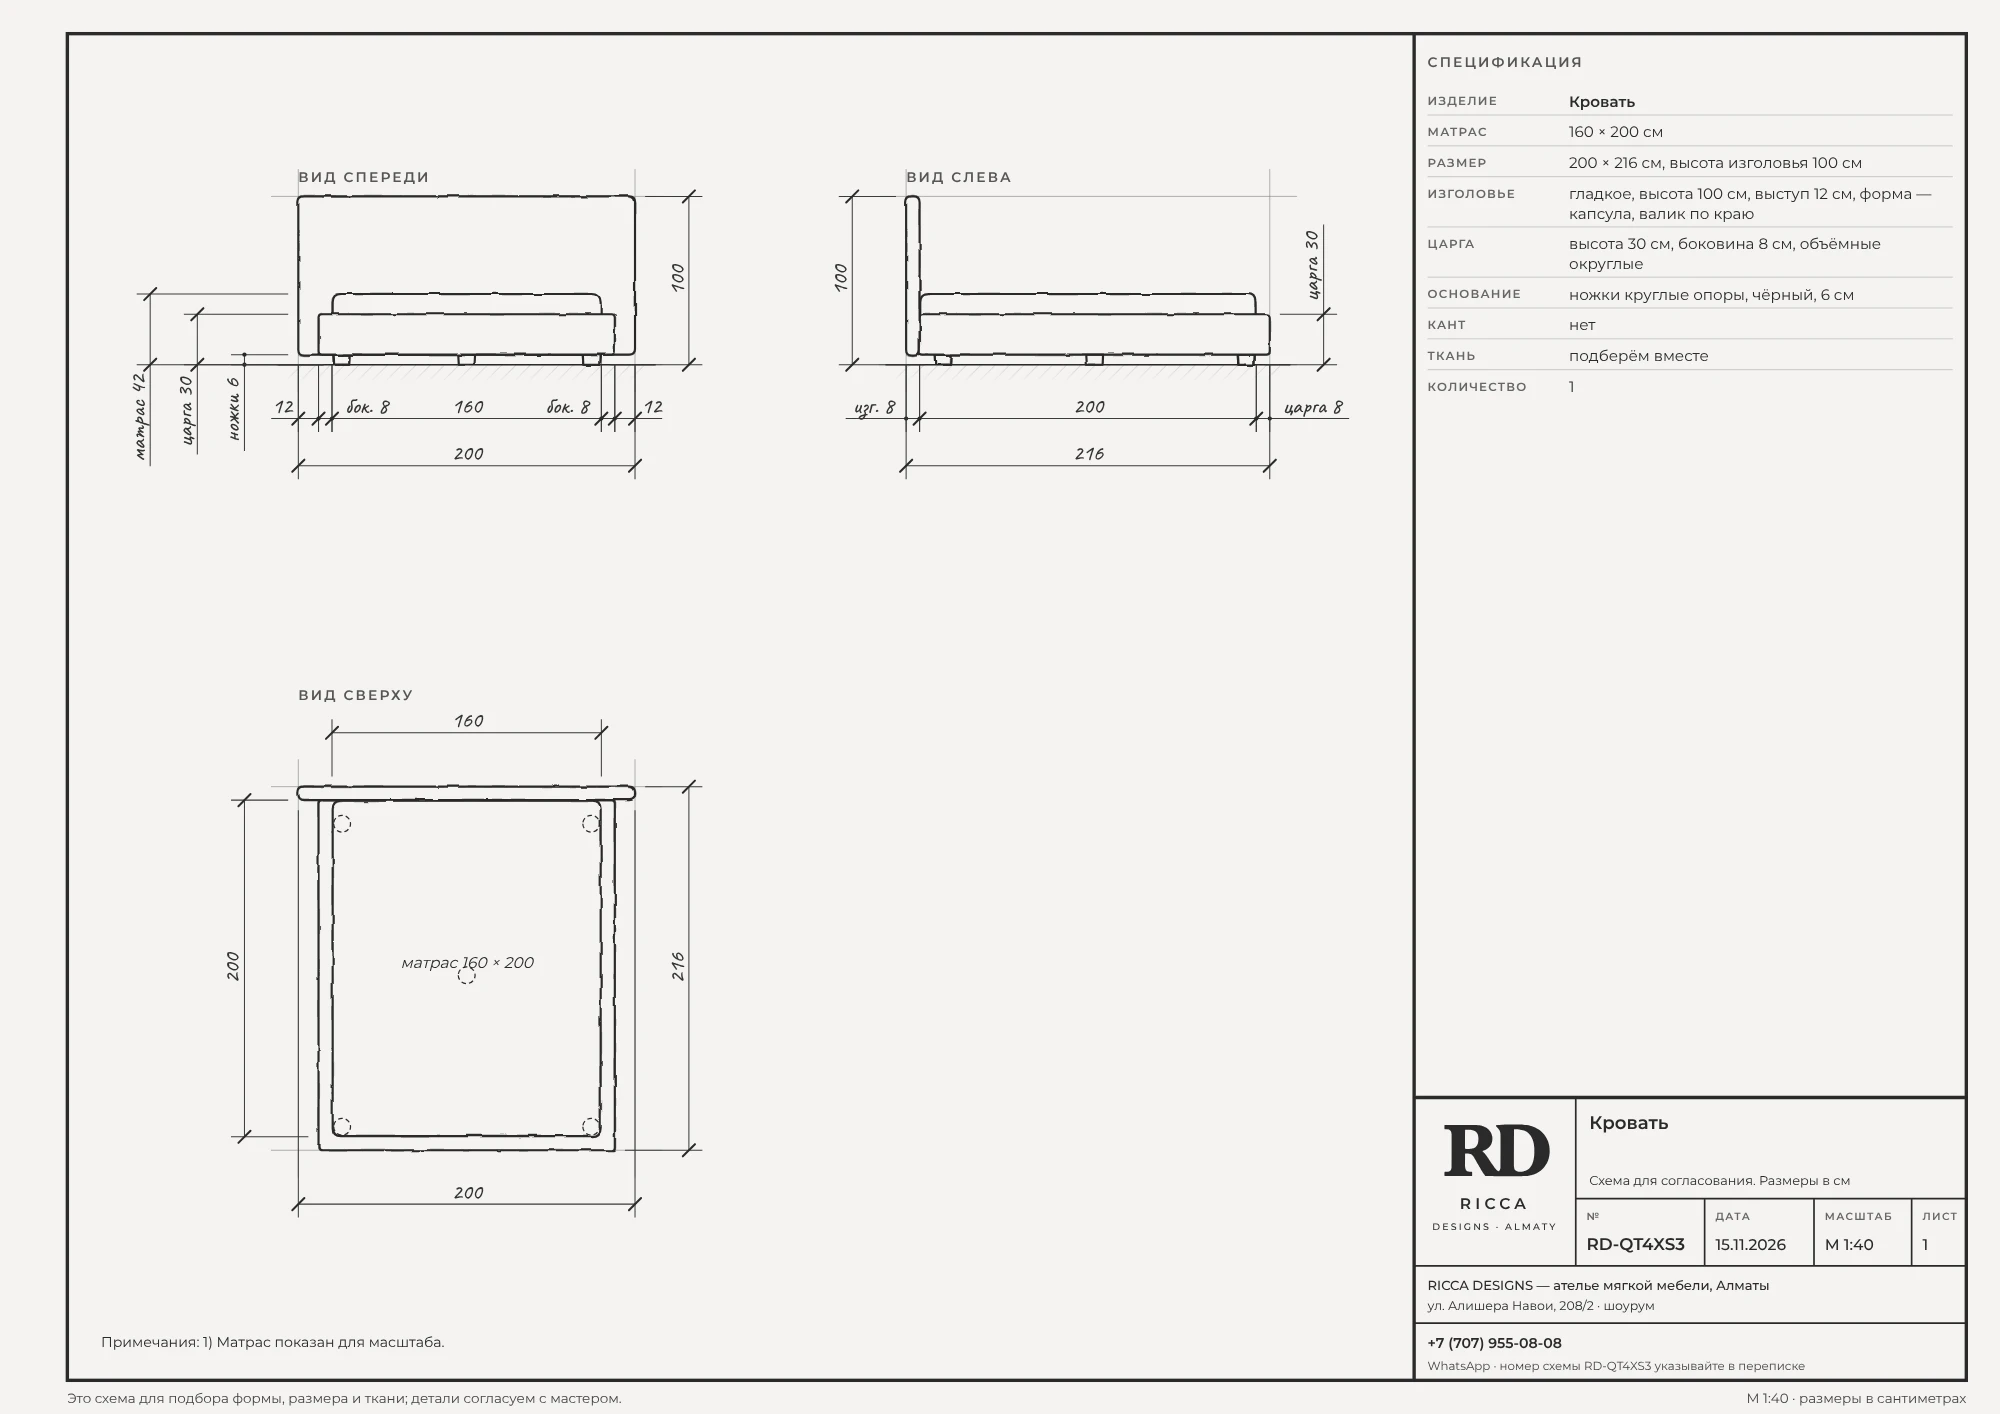 ВИД СПЕРЕДИ
100
матрас 42
царга 30
ножки 6
12
бок. 8
160
бок. 8
12
200
ВИД СЛЕВА
100
царга 30
изг. 8
200
царга 8
216
ВИД СВЕРХУ
160
200
матрас 160 × 200
216
200
Примечания: 1) Матрас показан для масштаба.
СПЕЦИФИКАЦИЯ
ИЗДЕЛИЕ Кровать
МАТРАС 160 × 200 см
РАЗМЕР 200 × 216 см, высота изголовья 100 см
ИЗГОЛОВЬЕ гладкое, высота 100 см, выступ 12 см, форма —
капсула, валик по краю
ЦАРГА высота 30 см, боковина 8 см, объёмные
округлые
ОСНОВАНИЕ ножки круглые опоры, чёрный, 6 см
КАНТ нет
ТКАНЬ подберём вместе
КОЛИЧЕСТВО 1
RD
RICCA
DESIGNS · ALMATY
Кровать
Схема для согласования. Размеры в см
№ ДАТА МАСШТАБ ЛИСТ
RD-QT4XS3 15.11.2026 М 1:40 1
RICCA DESIGNS — ателье мягкой мебели, Алматы
ул. Алишера Навои, 208/2 · шоурум
+7 (707) 955-08-08
WhatsApp · номер схемы RD-QT4XS3 указывайте в переписке
Это схема для подбора формы, размера и ткани; детали согласуем с мастером.
М 1:40 · размеры в сантиметрах